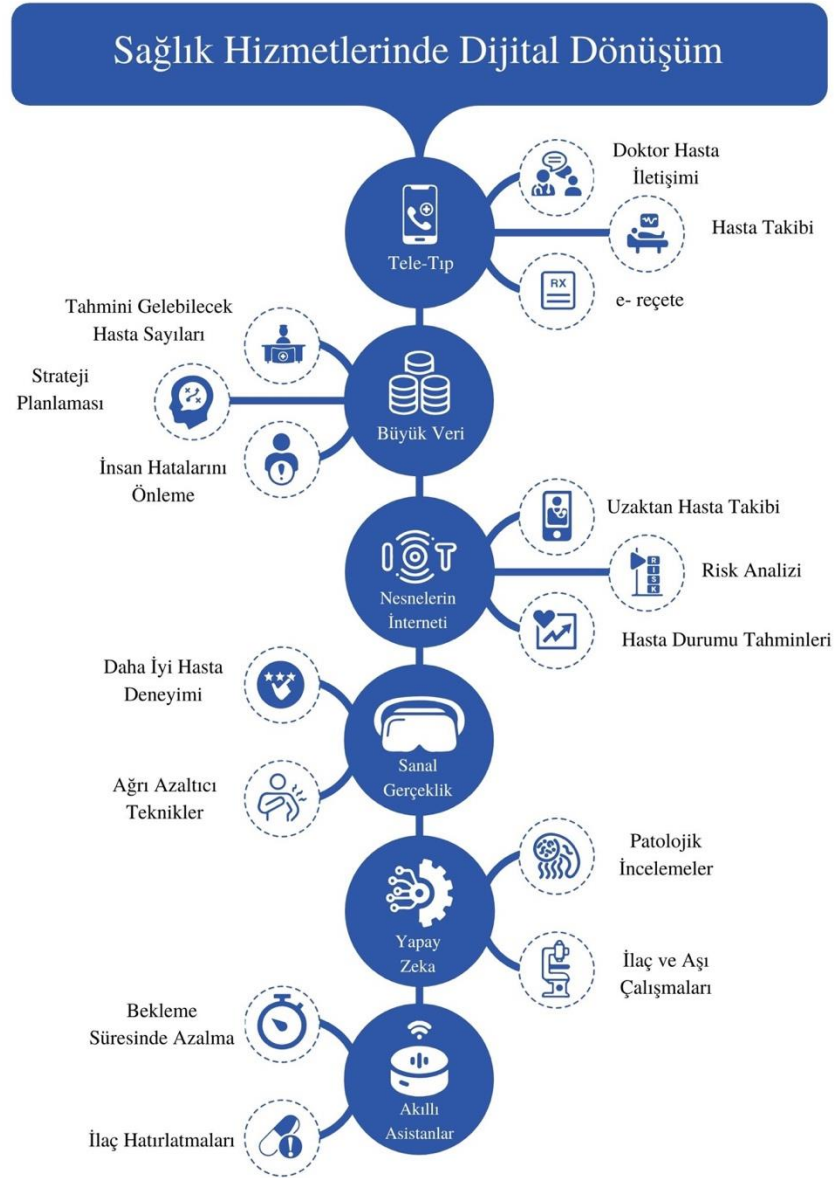 Sağlık Hizmetlerinde Dijital Dönüşüm
Tele-Tıp
Doktor Hasta
İletişimi
Hasta Takibi
RX
e- reçete
Büyük Veri
Tahmini Gelebilecek
Hasta Sayıları
Strateji
Planlaması
İnsan Hatalarını
Önleme
IOT
Nesnelerin
İnterneti
Uzaktan Hasta Takibi
RISK
Risk Analizi
Hasta Durumu Tahminleri
Sanal
Gerçeklik
Daha İyi Hasta
Deneyimi
Ağrı Azaltıcı
Teknikler
Yapay
Zeka
Patolojik
İncelemeler
İlaç ve Aşı
Çalışmaları
Akıllı
Asistanlar
Bekleme
Süresinde Azalma
İlaç Hatırlatmaları